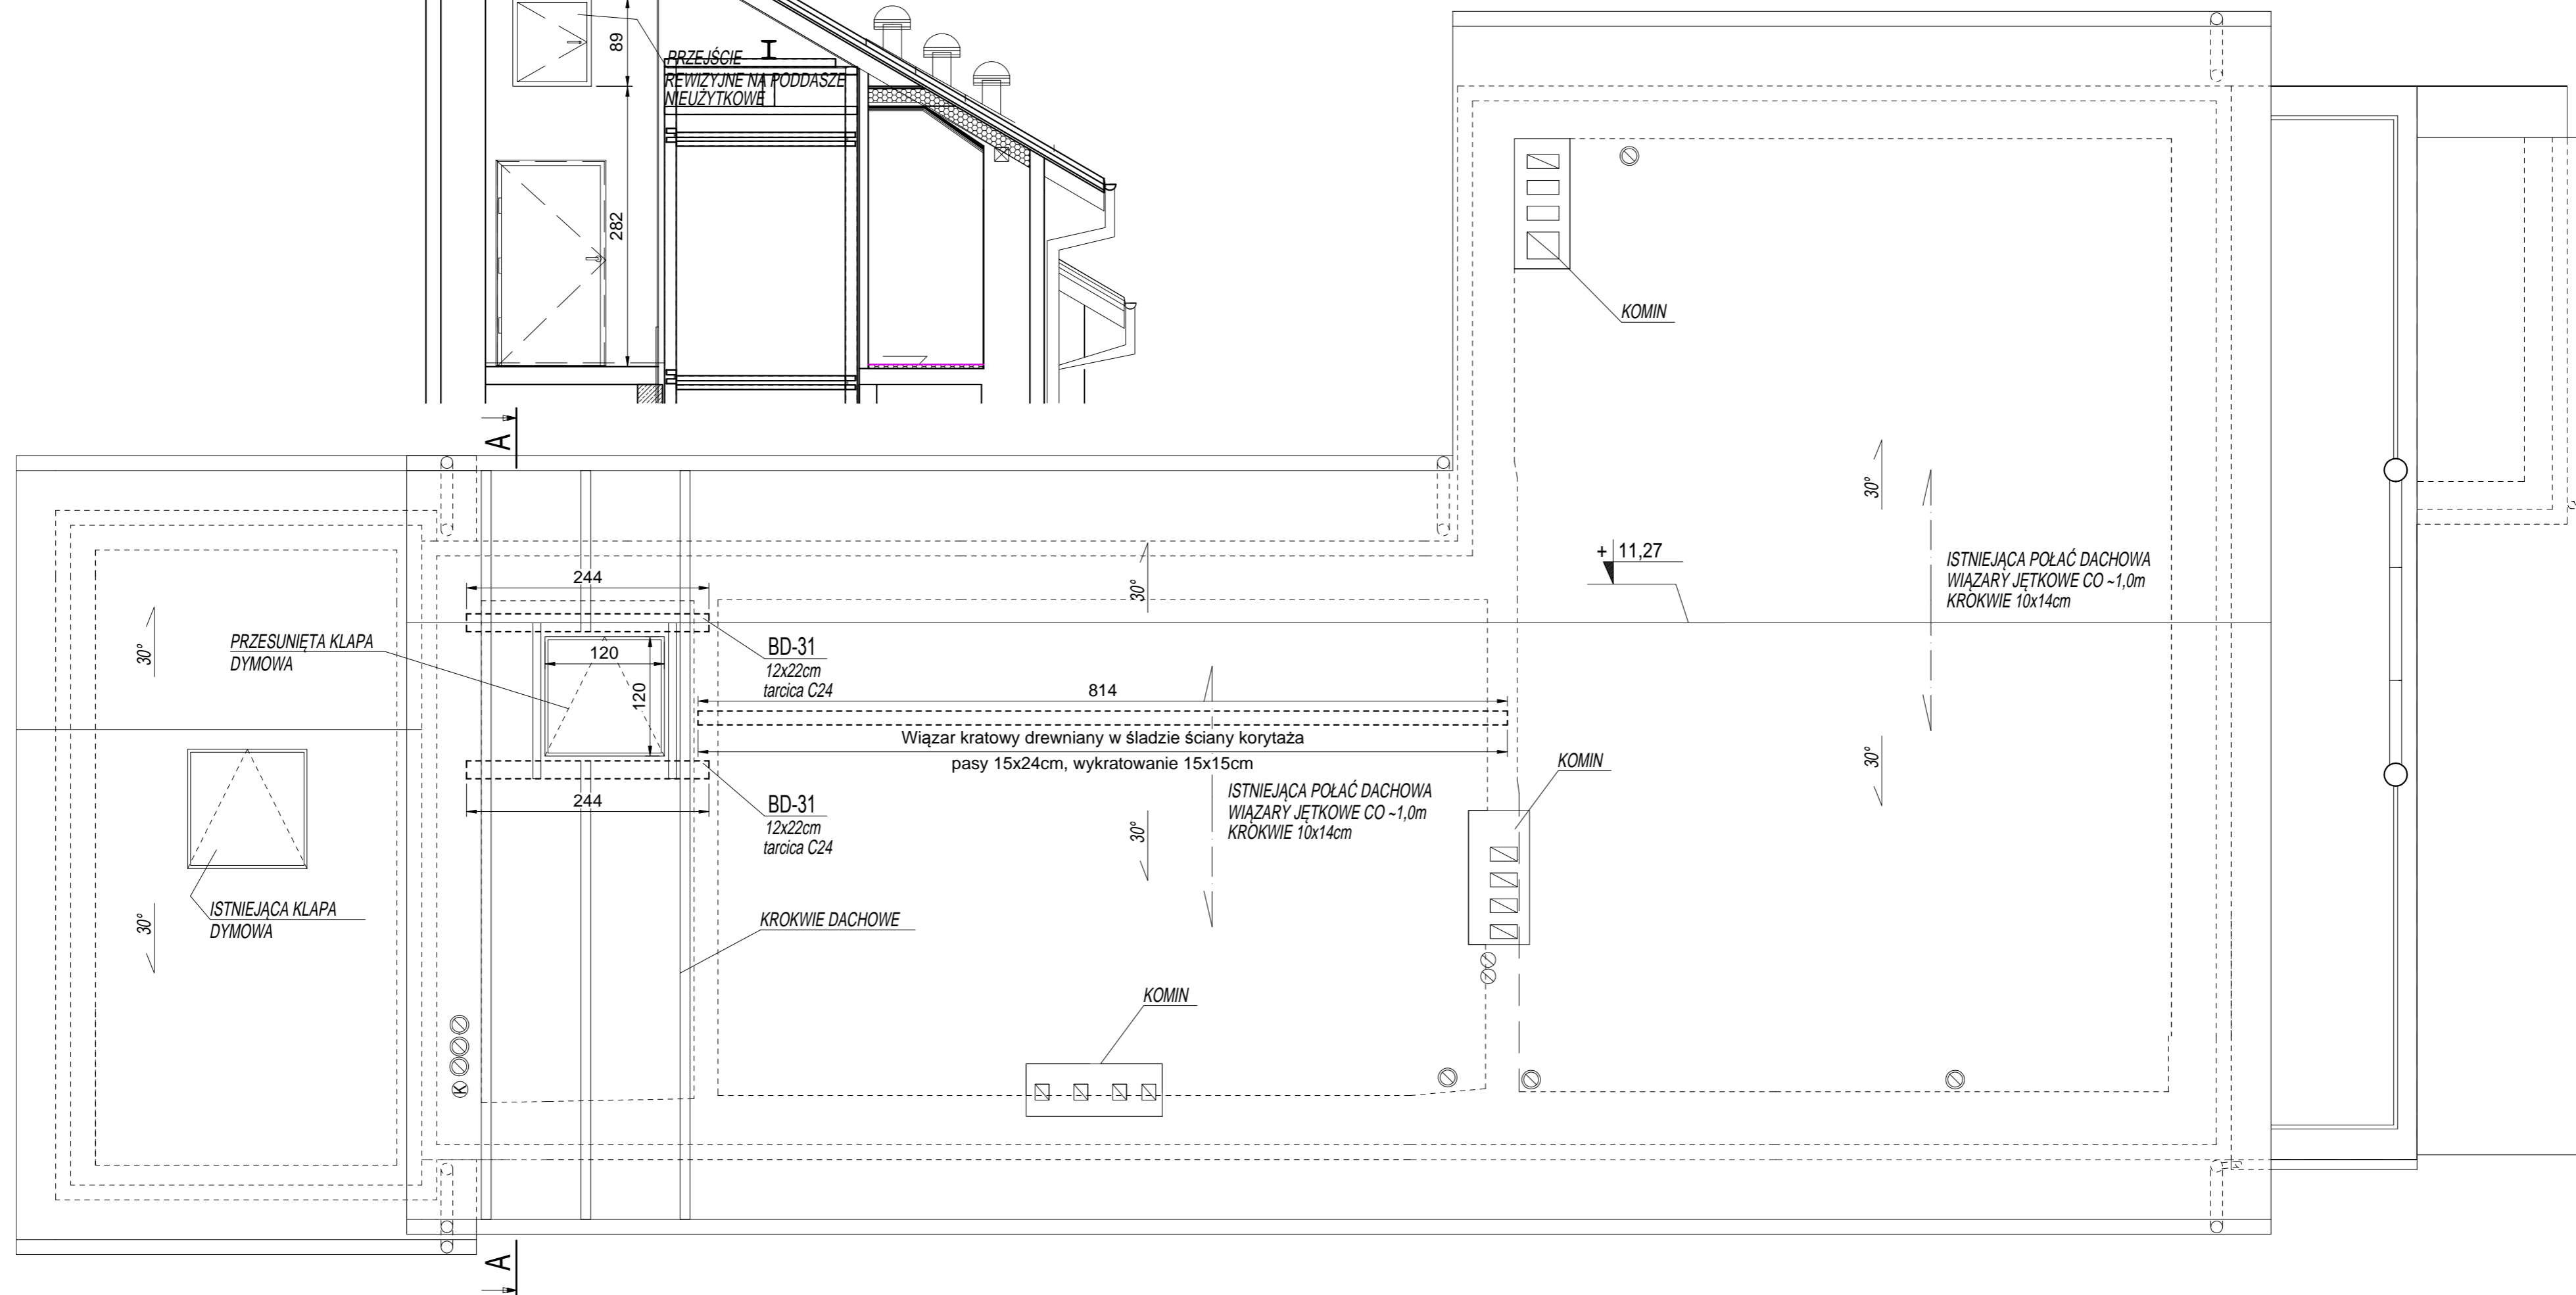 89
PRZEJŚCIE
REWIZYJNE NA PODDASZE
NIEUŻYTKOWE
282
KOMIN
A
30°
244
+ 11,27
30°
ISTNIEJĄCA POŁAĆ DACHOWA
WIĄZARY JĘTKOWE CO ~1,0m
KROKWIE 10x14cm
30°
PRZESUNIĘTA KLAPA
DYMOWA
120
120
BD-31
12x22cm
tarcica C24
814
Wiązar kratowy drewniany w śladzie ściany korytaża
pasy 15x24cm, wykratowanie 15x15cm
KOMIN
30°
244
BD-31
12x22cm
tarcica C24
ISTNIEJĄCA POŁAĆ DACHOWA
WIĄZARY JĘTKOWE CO ~1,0m
KROKWIE 10x14cm
30°
ISTNIEJĄCA KLAPA
DYMOWA
30°
KROKWIE DACHOWE
KOMIN
K
A